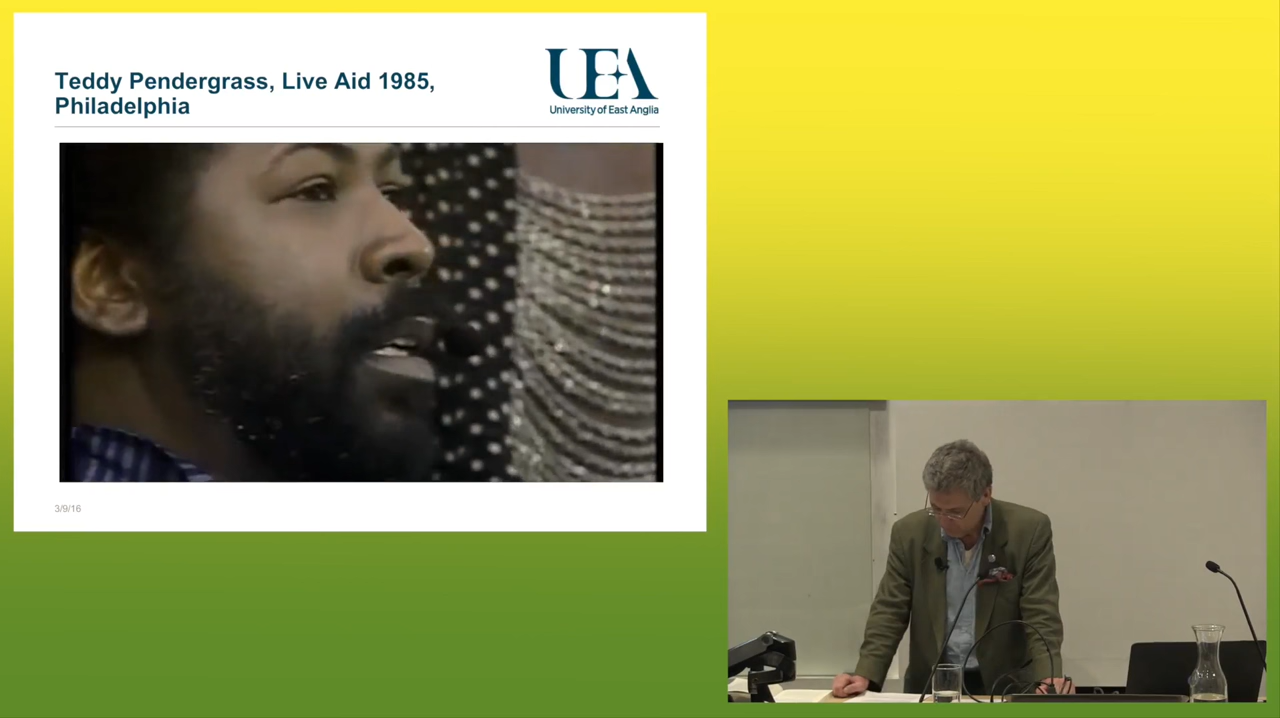 Teddy Pendergrass, Live Aid 1985,
Philadelphia
UEA
University of East Anglia
3/9/16